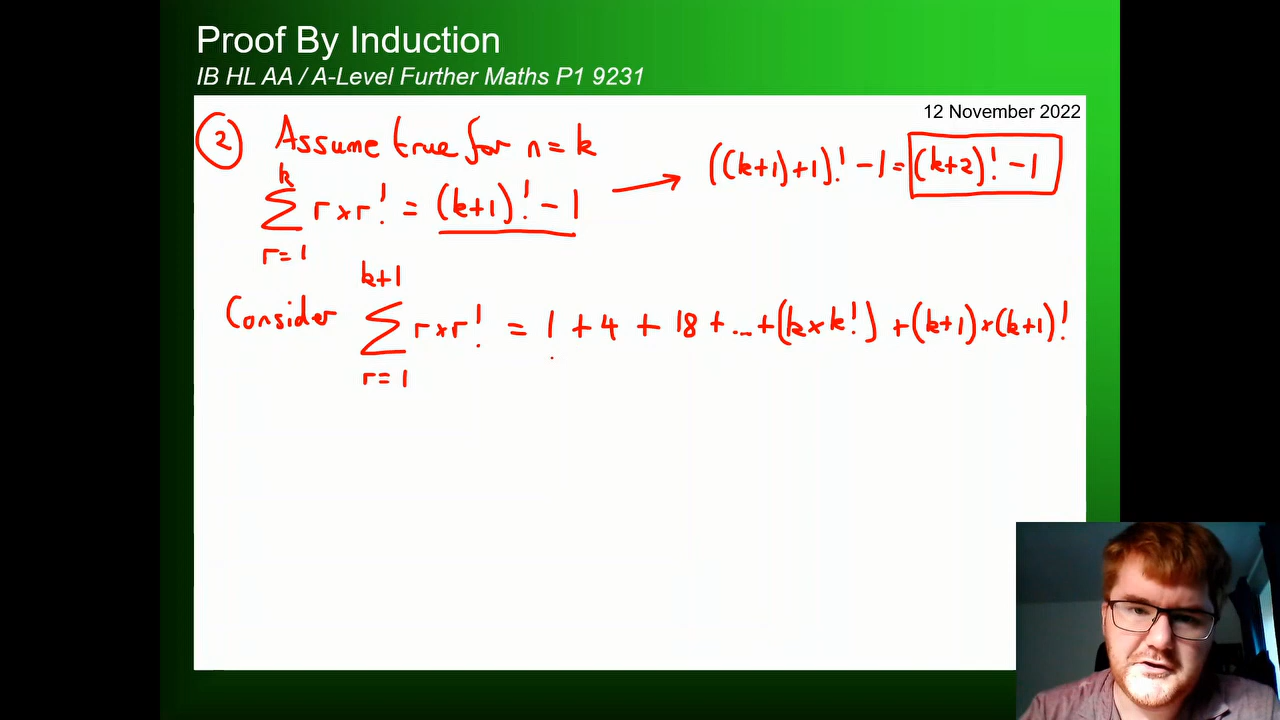 Proof By Induction
IB HL AA / A-Level Further Maths P1 9231
12 November 2022
② Assume true for n = k
k
∑ r×r! = (k+1)! − 1 → ((k+1)+1)! − 1 = (k+2)! − 1
r=1
k+1
Consider ∑ r×r! = 1 + 4 + 18 + ... + (k×k!) + (k+1)×(k+1)!
r=1